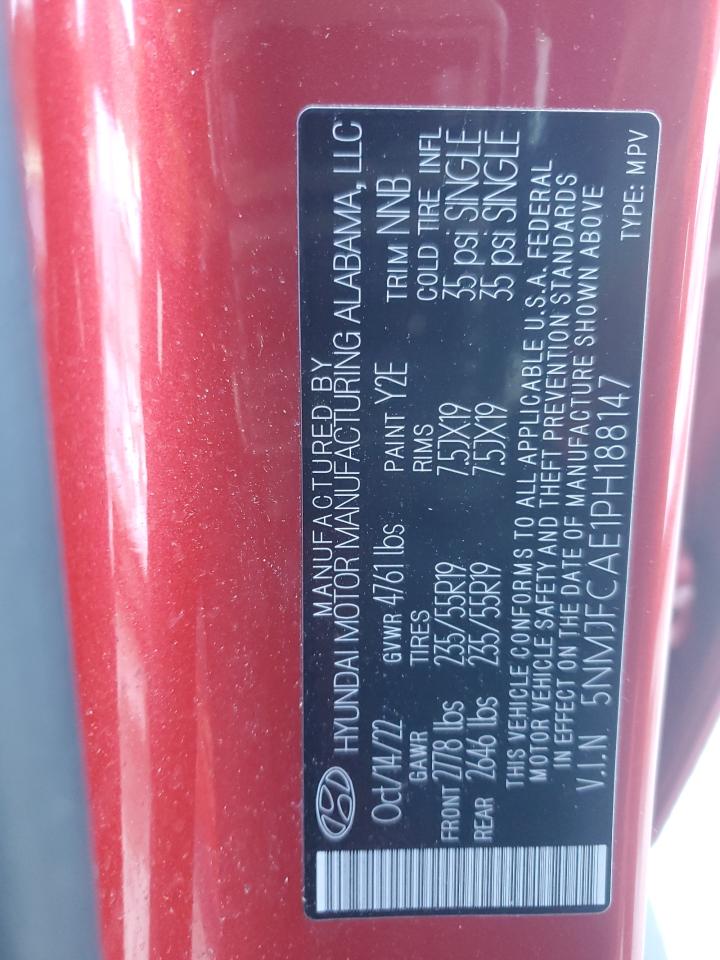 MANUFACTURED BY
HYUNDAI MOTOR MANUFACTURING ALABAMA, LLC
Oct/14/22 GVWR 4761 lbs PAINT Y2E TRIM NNB
GAWR TIRES RIMS COLD TIRE INFL
FRONT 2778 lbs 235/55R19 7.5JX19 35 psi SINGLE
REAR 2646 lbs 235/55R19 7.5JX19 35 psi SINGLE
THIS VEHICLE CONFORMS TO ALL APPLICABLE U.S.A. FEDERAL
MOTOR VEHICLE SAFETY AND THEFT PREVENTION STANDARDS
IN EFFECT ON THE DATE OF MANUFACTURE SHOWN ABOVE
V.I.N 5NMJFCAE1PH188147
TYPE: MPV